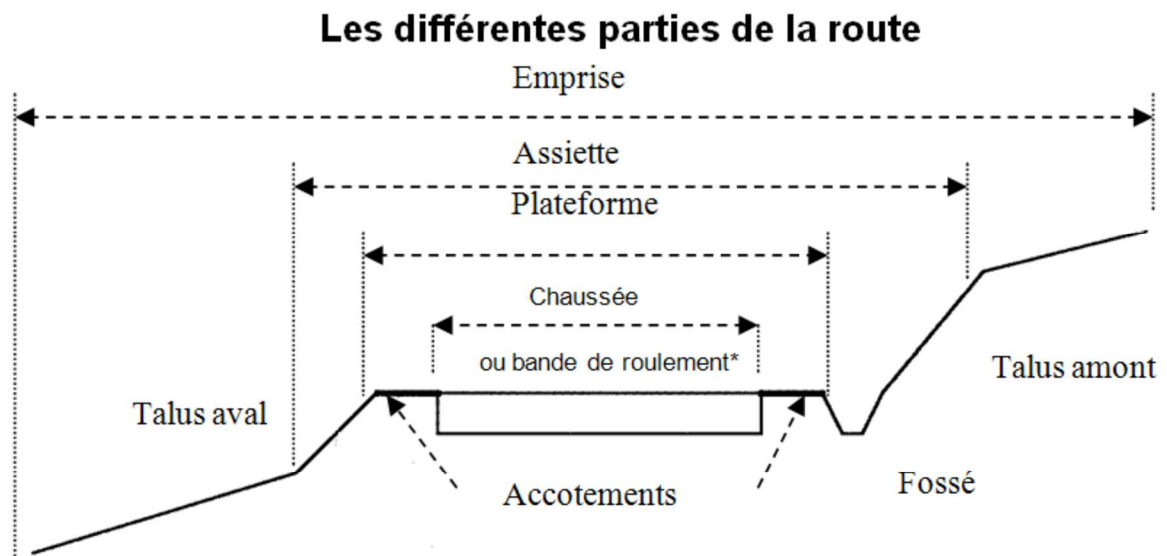 Les différentes parties de la route
Emprise
Assiette
Plateforme
Chaussée
ou bande de roulement*
Talus amont
Talus aval
Accotements
Fossé